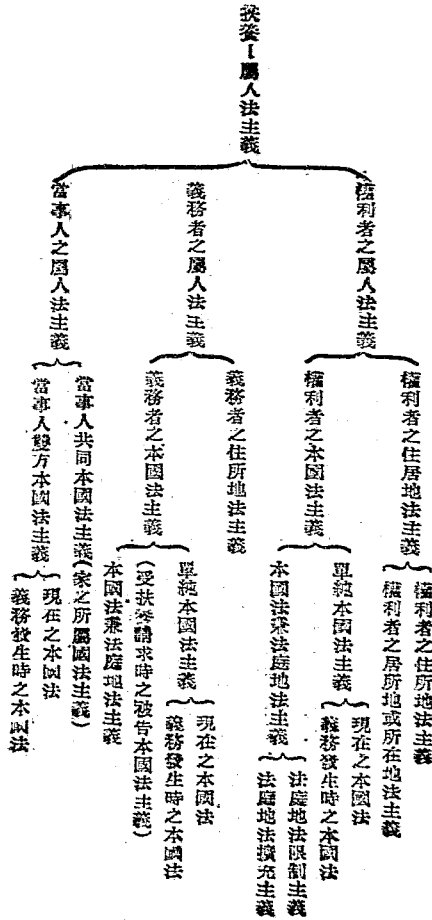 扶養—屬人法主義
權利者之屬人法主義
權利者之住居地法主義
權利者之住所地法主義
權利者之居所地或所在地法主義
權利者之本國法主義
單純本國法主義
現在之本國法
義務發生時之本國法
本國法兼法庭地法主義
法庭地法限制主義
法庭地法擴充主義
義務者之屬人法主義
義務者之住所地法主義
義務者之本國法主義
單純本國法主義
現在之本國法
義務發生時之本國法
(受扶養請求時之被告本國法主義)
本國法兼法庭地法主義
當事人之屬人法主義
當事人共同本國法主義(家之所屬國法主義)
當事人雙方本國法主義
現在之本國法
義務發生時之本國法